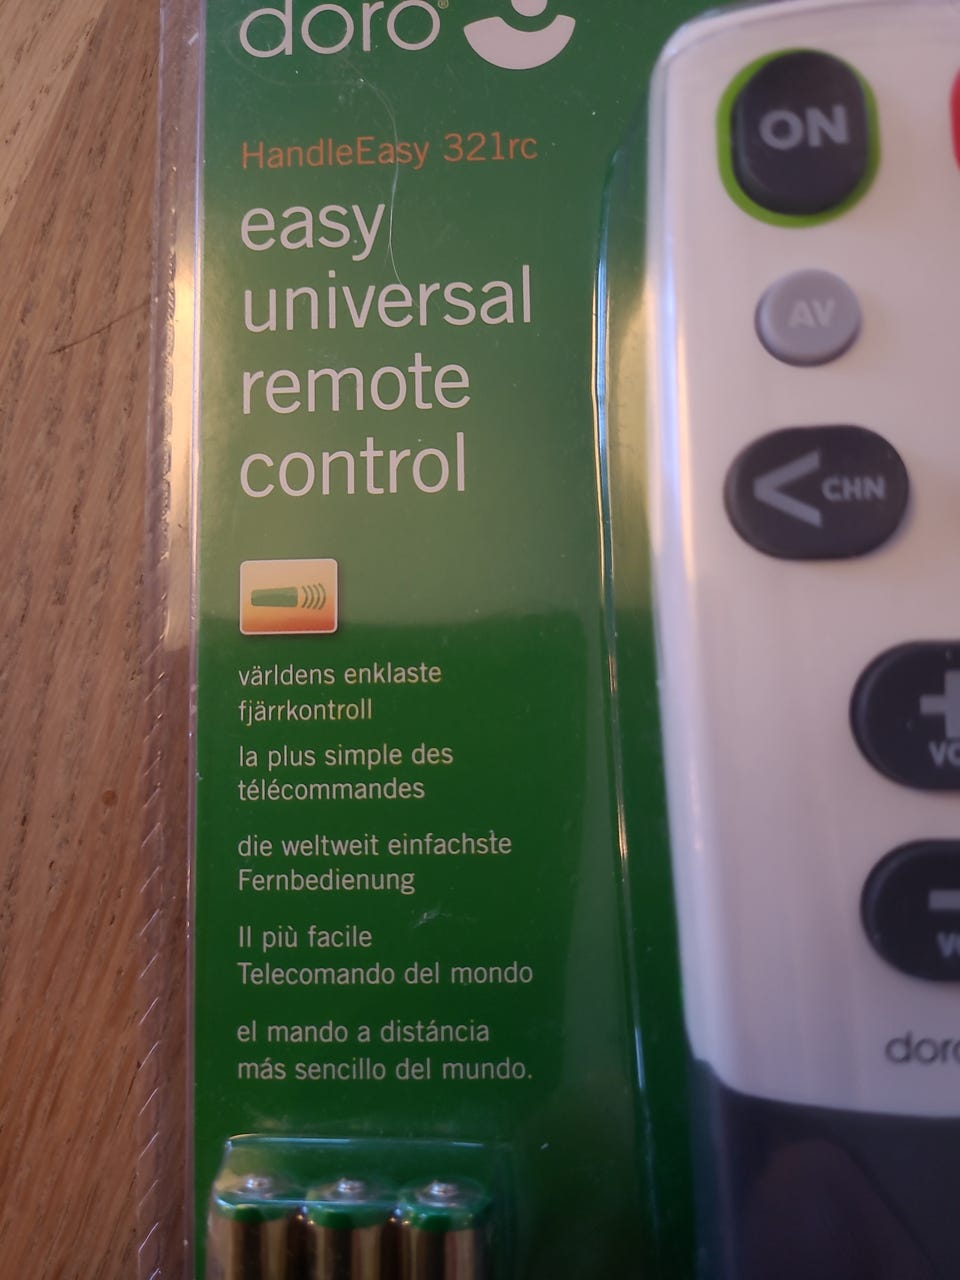 doro®
HandleEasy 321rc
easy
universal
remote
control
världens enklaste
fjärrkontroll
la plus simple des
télécommandes
die weltweit einfachste
Fernbedienung
Il più facile
Telecomando del mondo
el mando a distáncia
más sencillo del mundo.
ON
AV
< CHN
+
VO
-
doro